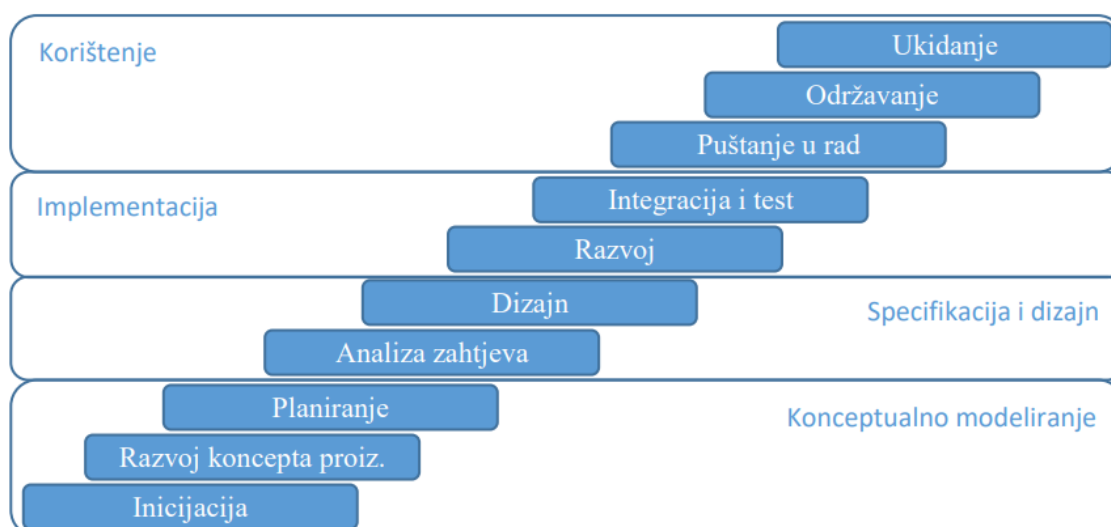 Korištenje
Ukidanje
Održavanje
Puštanje u rad
Implementacija
Integracija i test
Razvoj
Dizajn
Specifikacija i dizajn
Analiza zahtjeva
Planiranje
Konceptualno modeliranje
Razvoj koncepta proiz.
Inicijacija